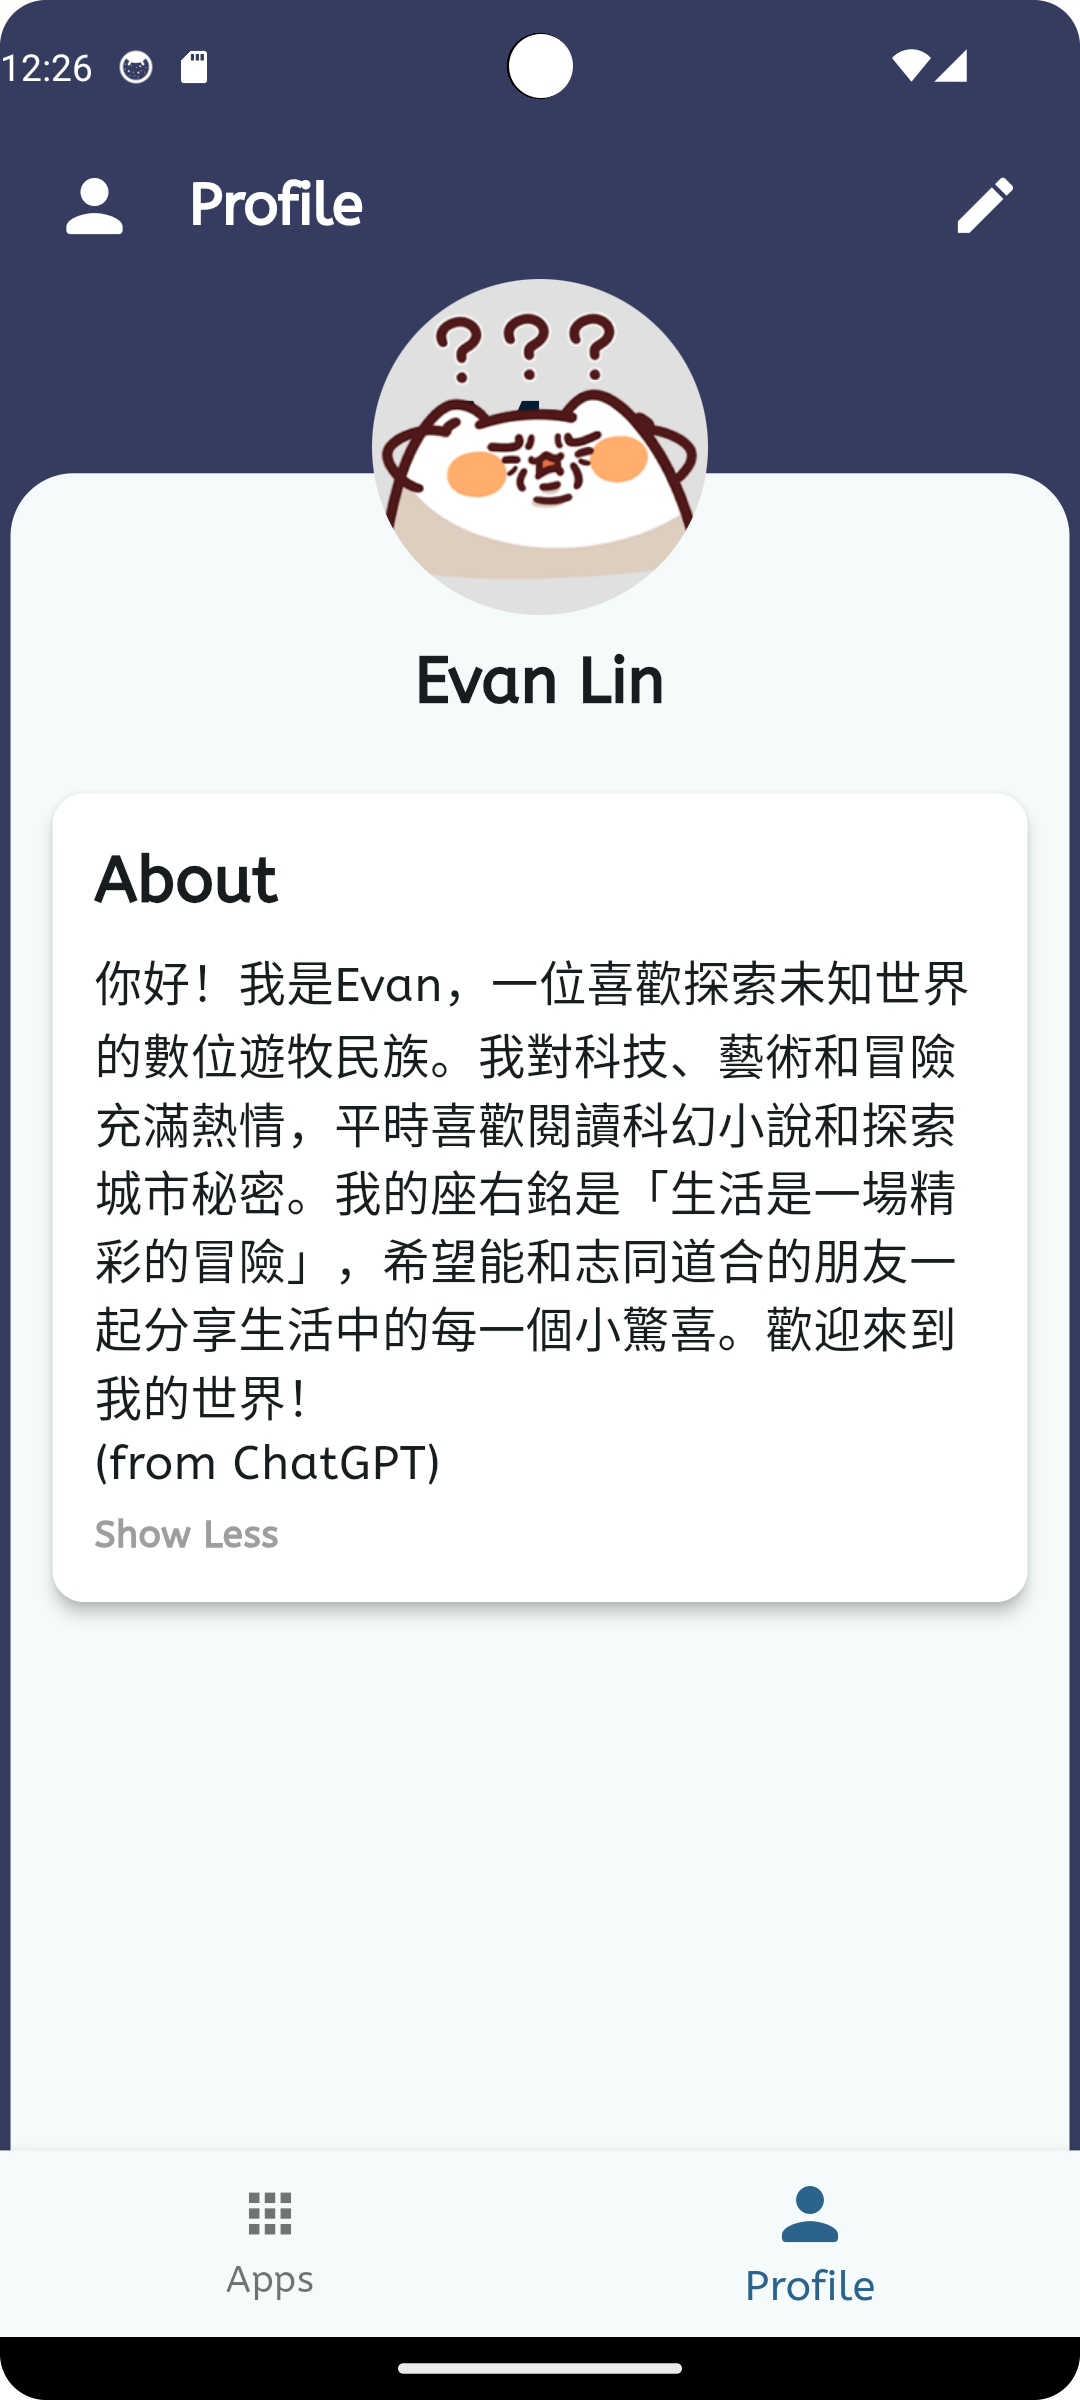 12:26
Profile
? ? ?
Evan Lin
About
你好！我是Evan，一位喜歡探索未知世界
的數位遊牧民族。我對科技、藝術和冒險
充滿熱情，平時喜歡閱讀科幻小說和探索
城市秘密。我的座右銘是「生活是一場精
彩的冒險」，希望能和志同道合的朋友一
起分享生活中的每一個小驚喜。歡迎來到
我的世界！
(from ChatGPT)
Show Less
Apps
Profile